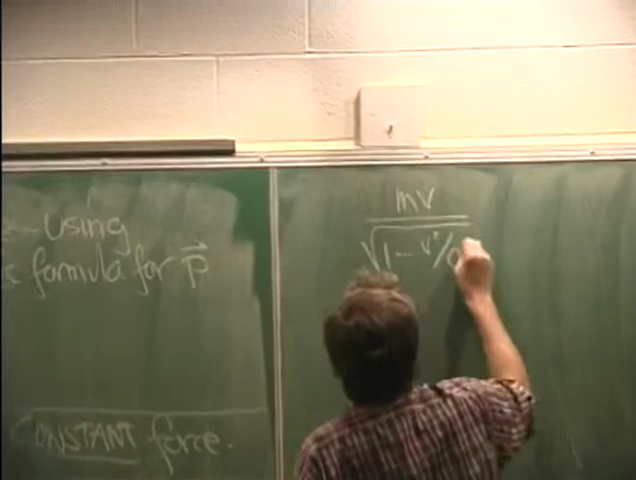 using
formula for p⃗
CONSTANT force.
mv
√1 - v²/c